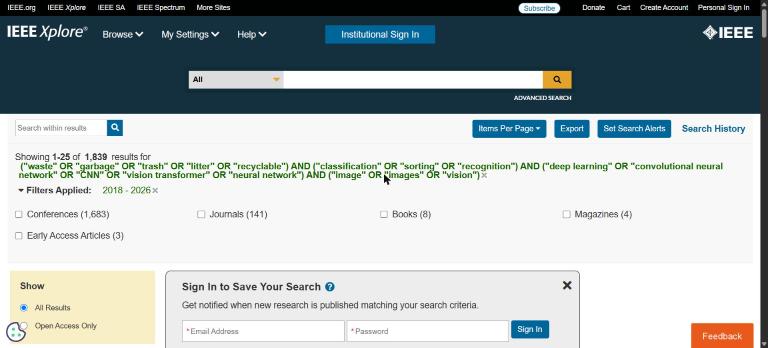 IEEE.org IEEE Xplore IEEE SA IEEE Spectrum More Sites Subscribe Donate Cart Create Account Personal Sign In
IEEE Xplore® Browse My Settings Help Institutional Sign In IEEE
All
ADVANCED SEARCH
Search within results Items Per Page Export Set Search Alerts Search History
Showing 1-25 of 1,839 results for
("waste" OR "garbage" OR "trash" OR "litter" OR "recyclable") AND ("classification" OR "sorting" OR "recognition") AND ("deep learning" OR "convolutional neural
network" OR "CNN" OR "vision transformer" OR "neural network") AND ("image" OR "images" OR "vision") ×
Filters Applied: 2018 - 2026 ×
Conferences (1,683) Journals (141) Books (8) Magazines (4)
Early Access Articles (3)
Show
All Results
Open Access Only
Sign In to Save Your Search ?
Get notified when new research is published matching your search criteria.
*Email Address *Password Sign In
Feedback